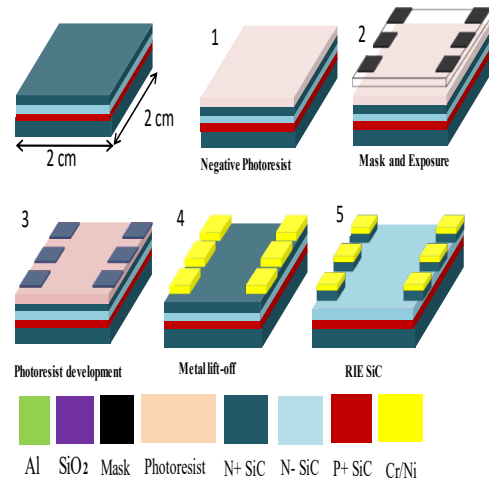 1
2
2 cm
2 cm
Negative Photoresist
Mask and Exposure
3
4
5
Photoresist development
Metal lift-off
RIE SiC
Al
SiO2
Mask
Photoresist
N+ SiC
N- SiC
P+ SiC
Cr/Ni